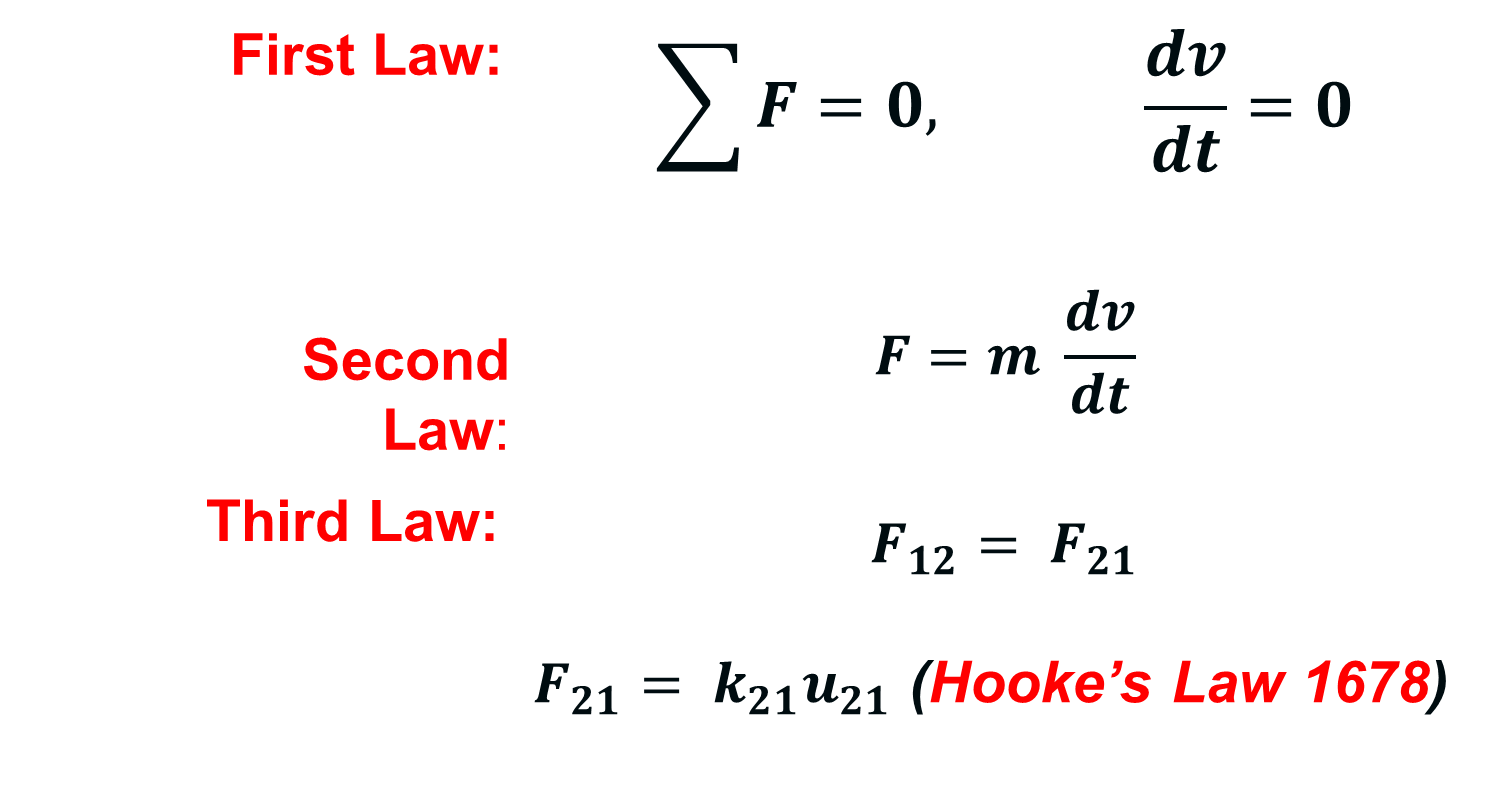 First Law: ∑ F = 0, dv/dt = 0
Second
Law: F = m dv/dt
Third Law: F₁₂ = F₂₁
F₂₁ = k₂₁u₂₁ (Hooke’s Law 1678)